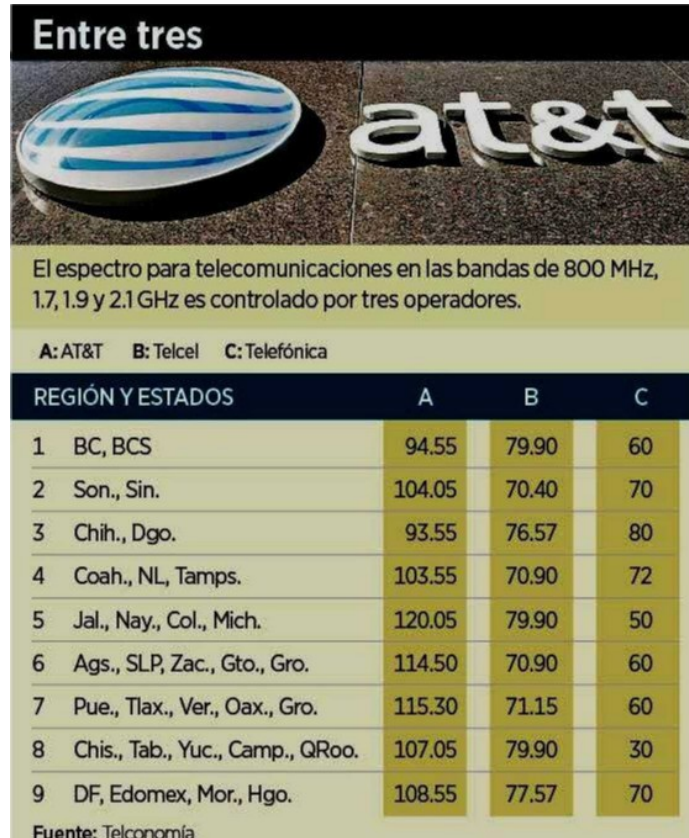 Entre tres
at&t
El espectro para telecomunicaciones en las bandas de 800 MHz,
1.7, 1.9 y 2.1 GHz es controlado por tres operadores.
A: AT&T B: Telcel C: Telefónica
REGIÓN Y ESTADOS A B C
1 BC, BCS 94.55 79.90 60
2 Son., Sin. 104.05 70.40 70
3 Chih., Dgo. 93.55 76.57 80
4 Coah., NL, Tamps. 103.55 70.90 72
5 Jal., Nay., Col., Mich. 120.05 79.90 50
6 Ags., SLP, Zac., Gto., Gro. 114.50 70.90 60
7 Pue., Tlax., Ver., Oax., Gro. 115.30 71.15 60
8 Chis., Tab., Yuc., Camp., QRoo. 107.05 79.90 30
9 DF, Edomex, Mor., Hgo. 108.55 77.57 70
Fuente: Telconomía